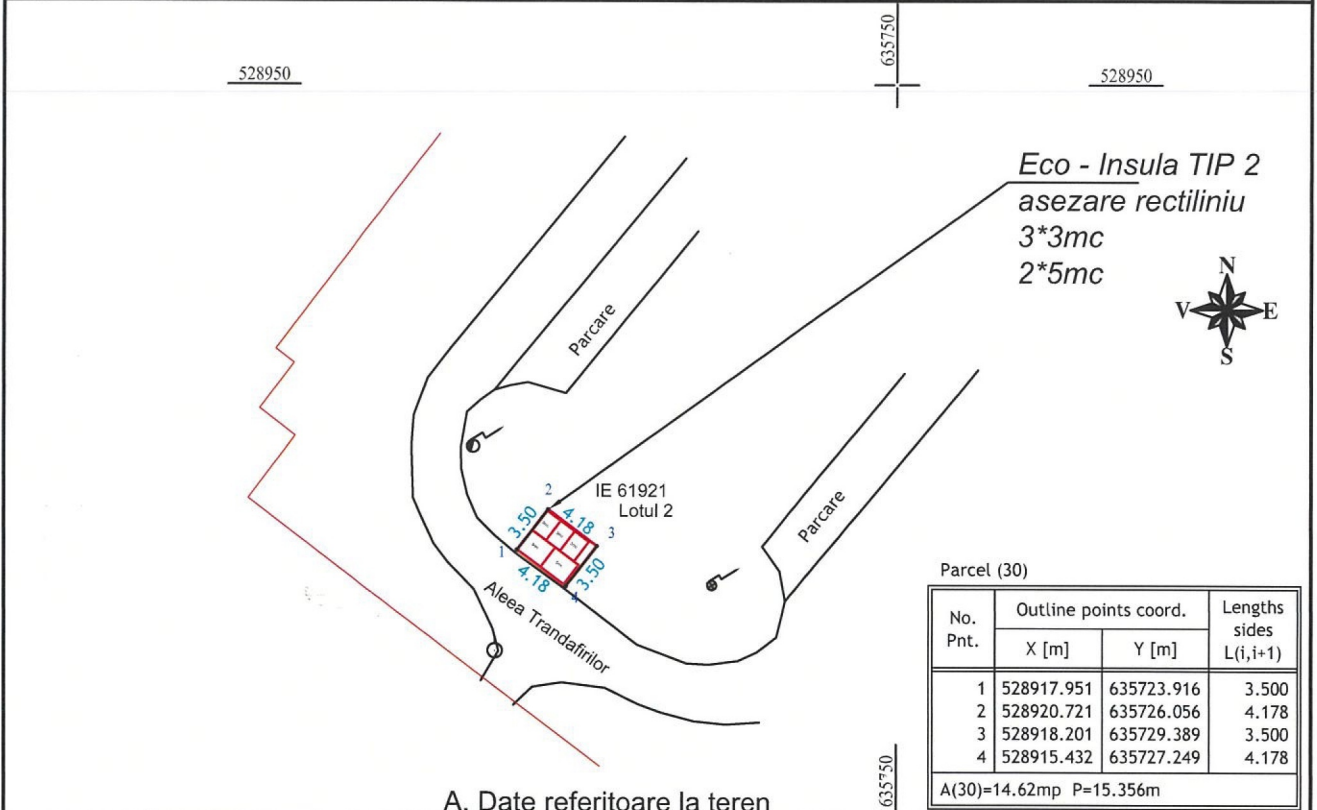 635750
528950
528950
Eco - Insula TIP 2
asezare rectiliniu
3*3mc
2*5mc
N
V E
S
Parcare
2
IE 61921
Lotul 2
3.50
4.18
3
1
4.18
3.50
4
Parcare
Aleea Trandafirilor
Parcel (30)
No. Pnt. Outline points coord. Lengths sides L(i,i+1)
X [m] Y [m]
1 528917.951 635723.916 3.500
2 528920.721 635726.056 4.178
3 528918.201 635729.389 3.500
4 528915.432 635727.249 4.178
A(30)=14.62mp P=15.356m
635750
A. Date referitoare la teren